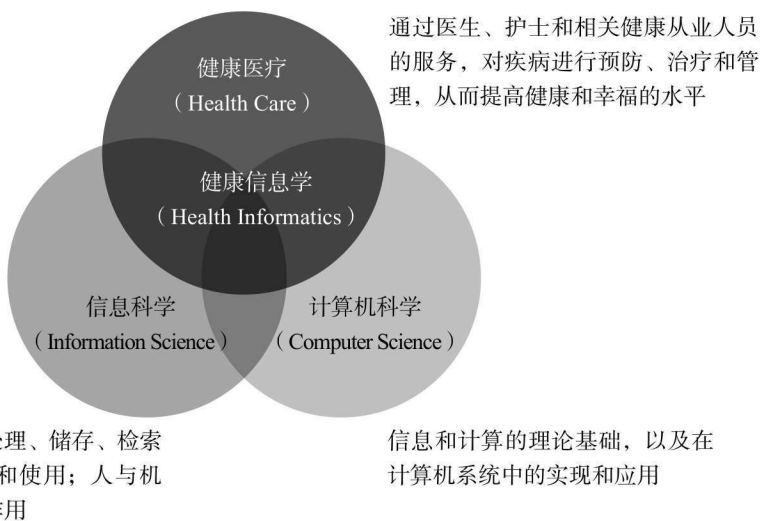 通过医生、护士和相关健康从业人员
的服务，对疾病进行预防、治疗和管
理，从而提高健康和幸福的水平
健康医疗
（Health Care）
健康信息学
（Health Informatics）
信息科学
（Information Science）
计算机科学
（Computer Science）
理、储存、检索
和使用；人与机
用
信息和计算的理论基础，以及在
计算机系统中的实现和应用